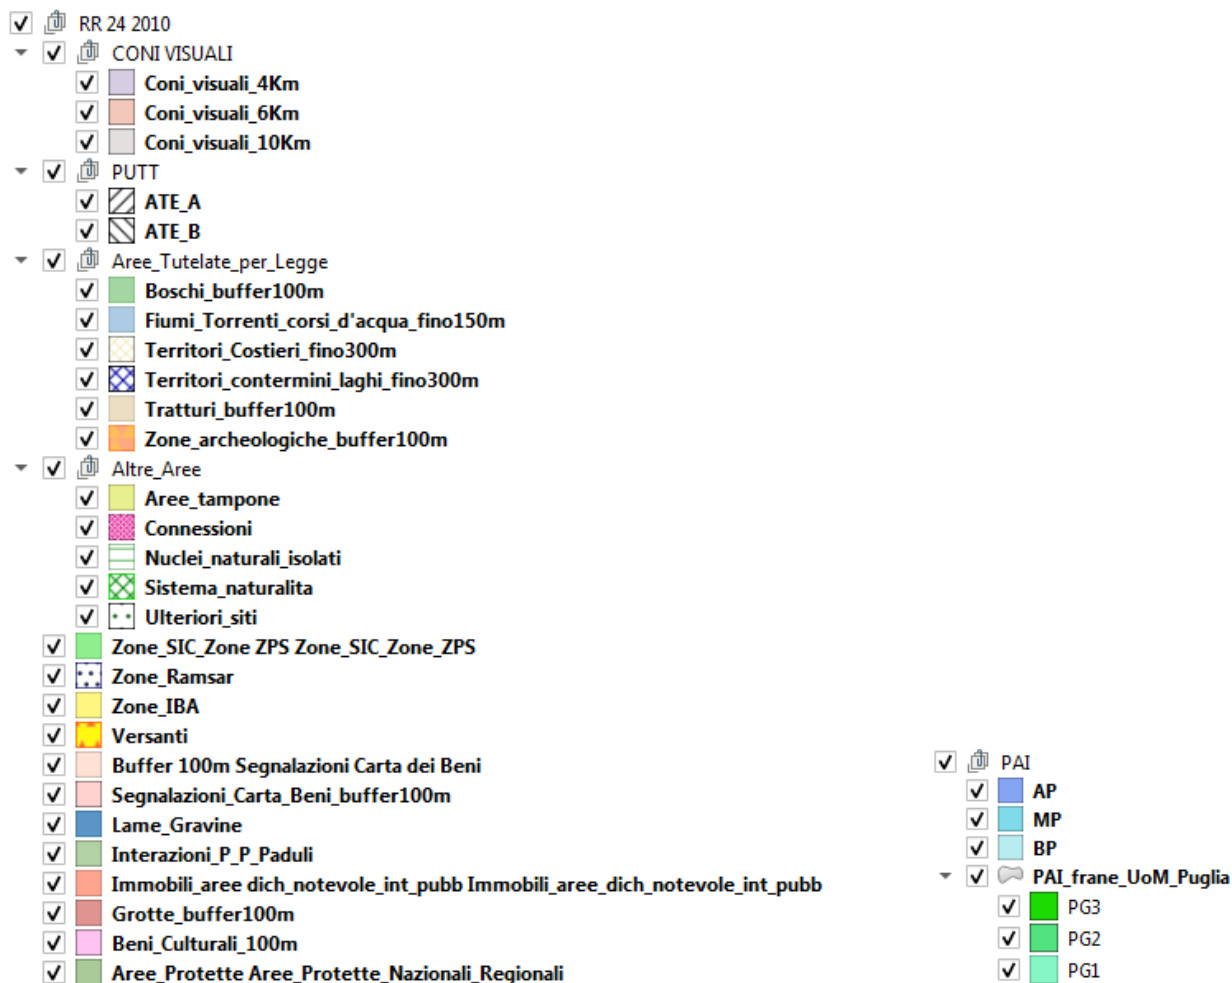 RR 24 2010
CONI VISUALI
Coni_visuali_4Km
Coni_visuali_6Km
Coni_visuali_10Km
PUTT
ATE_A
ATE_B
Aree_Tutelate_per_Legge
Boschi_buffer100m
Fiumi_Torrenti_corsi_d'acqua_fino150m
Territori_Costieri_fino300m
Territori_contermini_laghi_fino300m
Tratturi_buffer100m
Zone_archeologiche_buffer100m
Altre_Aree
Aree_tampone
Connessioni
Nuclei_naturali_isolati
Sistema_naturalita
Ulteriori_siti
Zone_SIC_Zone ZPS Zone_SIC_Zone_ZPS
Zone_Ramsar
Zone_IBA
Versanti
Buffer 100m Segnalazioni Carta dei Beni
Segnalazioni_Carta_Beni_buffer100m
Lame_Gravine
Interazioni_P_P_Paduli
Immobili_aree dich_notevole_int_pubb Immobili_aree_dich_notevole_int_pubb
Grotte_buffer100m
Beni_Culturali_100m
Aree_Protette Aree_Protette_Nazionali_Regionali
PAI
AP
MP
BP
PAI_frane_UoM_Puglia
PG3
PG2
PG1